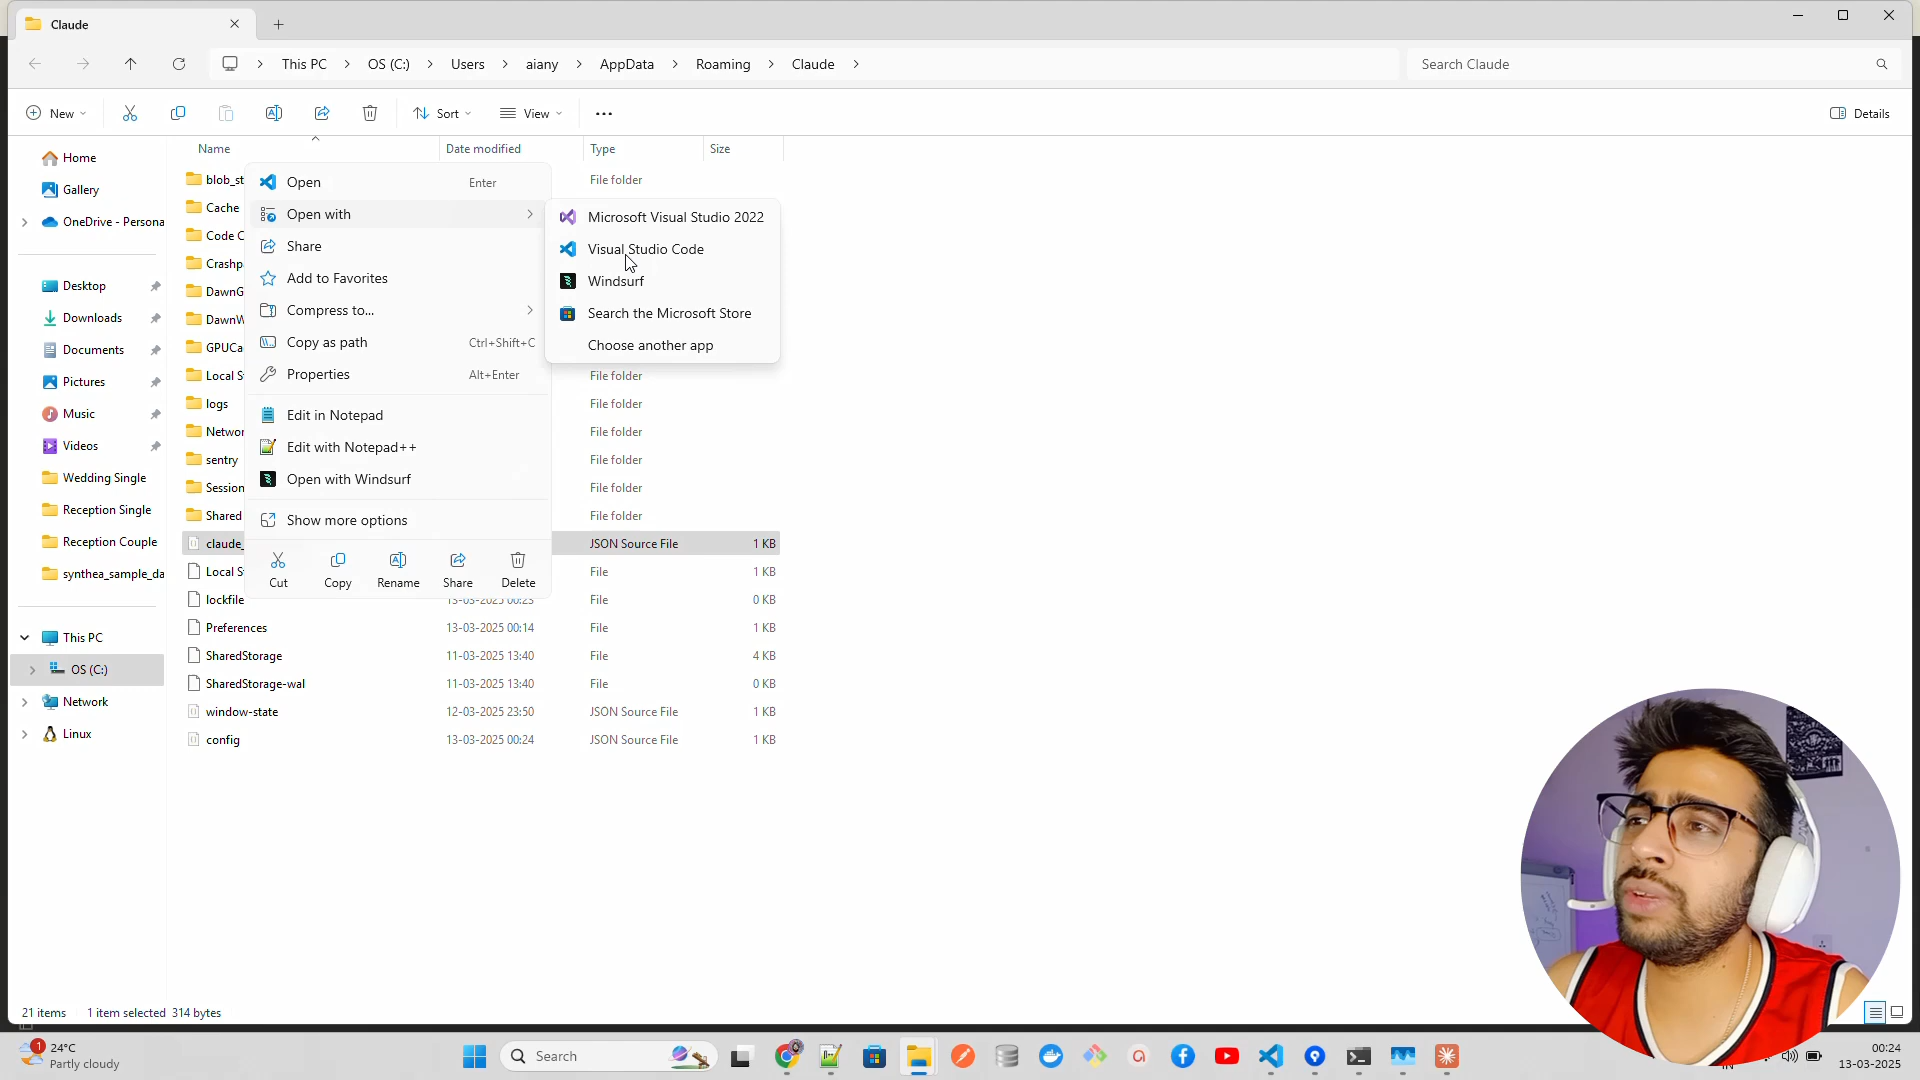 Claude
This PC
OS (C:)
Users
aiany
AppData
Roaming
Claude
Search Claude
New
Sort
View
Details
Name
Date modified
Type
Size
Home
Gallery
OneDrive - Persona
Desktop
Downloads
Documents
Pictures
Music
Videos
Wedding Single
Reception Single
Reception Couple
synthea_sample_da
This PC
OS (C:)
Network
Linux
blob_st
File folder
Cache
Code C
Crashp
DawnG
DawnW
GPUCa
Local S
File folder
logs
File folder
Networ
File folder
sentry
File folder
Session
File folder
Shared
File folder
claude_
JSON Source File
1 KB
Local S
File
1 KB
lockfile
13-03-2025 00:23
File
0 KB
Preferences
13-03-2025 00:14
File
1 KB
SharedStorage
11-03-2025 13:40
File
4 KB
SharedStorage-wal
11-03-2025 13:40
File
0 KB
window-state
12-03-2025 23:50
JSON Source File
1 KB
config
13-03-2025 00:24
JSON Source File
1 KB
Open
Enter
Open with
Share
Add to Favorites
Compress to...
Copy as path
Ctrl+Shift+C
Properties
Alt+Enter
Edit in Notepad
Edit with Notepad++
Open with Windsurf
Show more options
Cut
Copy
Rename
Share
Delete
Microsoft Visual Studio 2022
Visual Studio Code
Windsurf
Search the Microsoft Store
Choose another app
21 items
1 item selected
314 bytes
1
24°C
Partly cloudy
Search
IN
00:24
13-03-2025